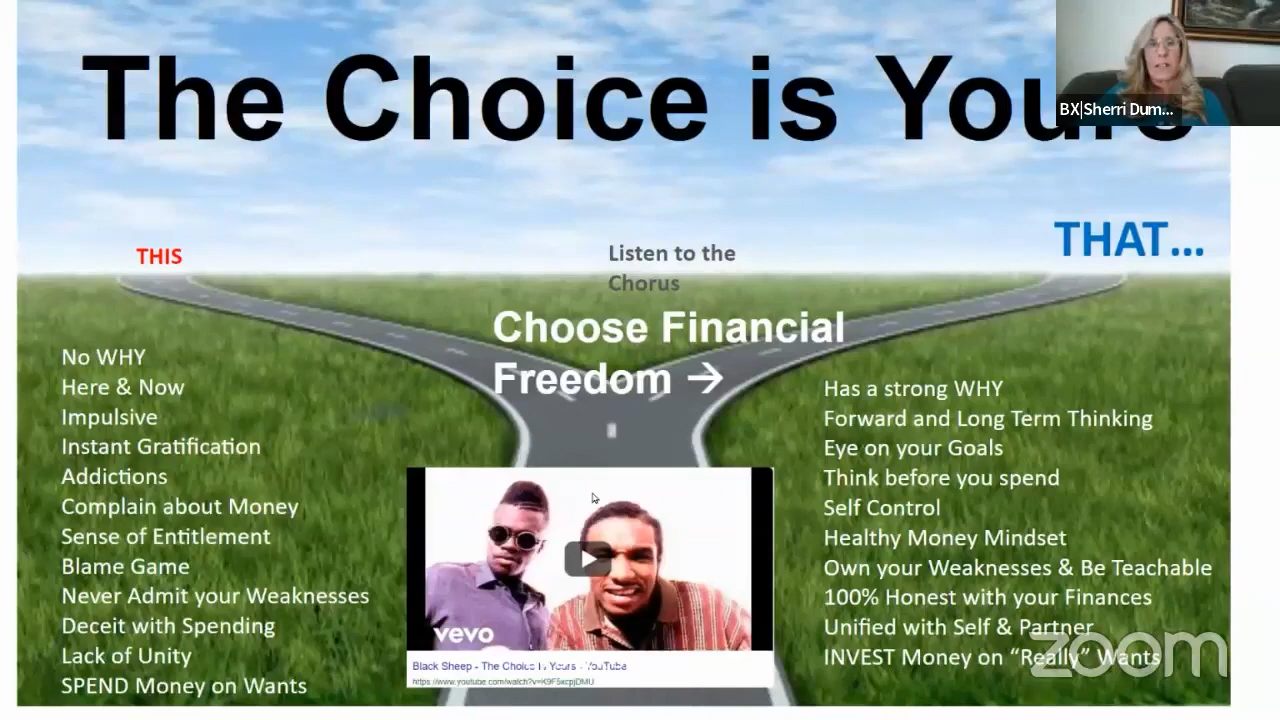 The Choice is Yours
BX|Sherri Dum...
THIS
THAT...
Listen to the
Chorus
Choose Financial
Freedom →
No WHY
Here & Now
Impulsive
Instant Gratification
Addictions
Complain about Money
Sense of Entitlement
Blame Game
Never Admit your Weaknesses
Deceit with Spending
Lack of Unity
SPEND Money on Wants
Has a strong WHY
Forward and Long Term Thinking
Eye on your Goals
Think before you spend
Self Control
Healthy Money Mindset
Own your Weaknesses & Be Teachable
100% Honest with your Finances
Unified with Self & Partner
INVEST Money on “Really” Wants
vevo
Black Sheep - The Choice Is Yours - YouTube
zoom